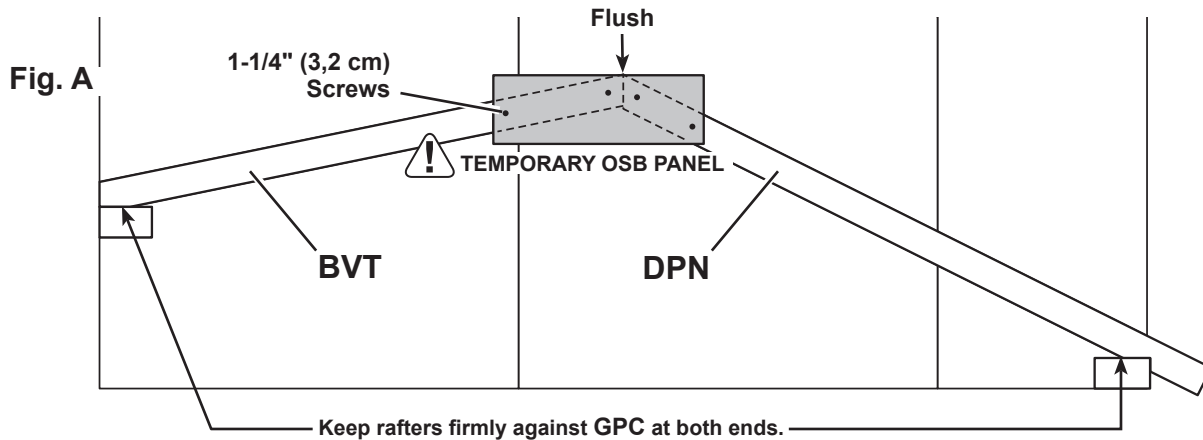 Flush
1-1/4" (3,2 cm)
Screws
Fig. A
! TEMPORARY OSB PANEL
BVT
DPN
Keep rafters firmly against GPC at both ends.